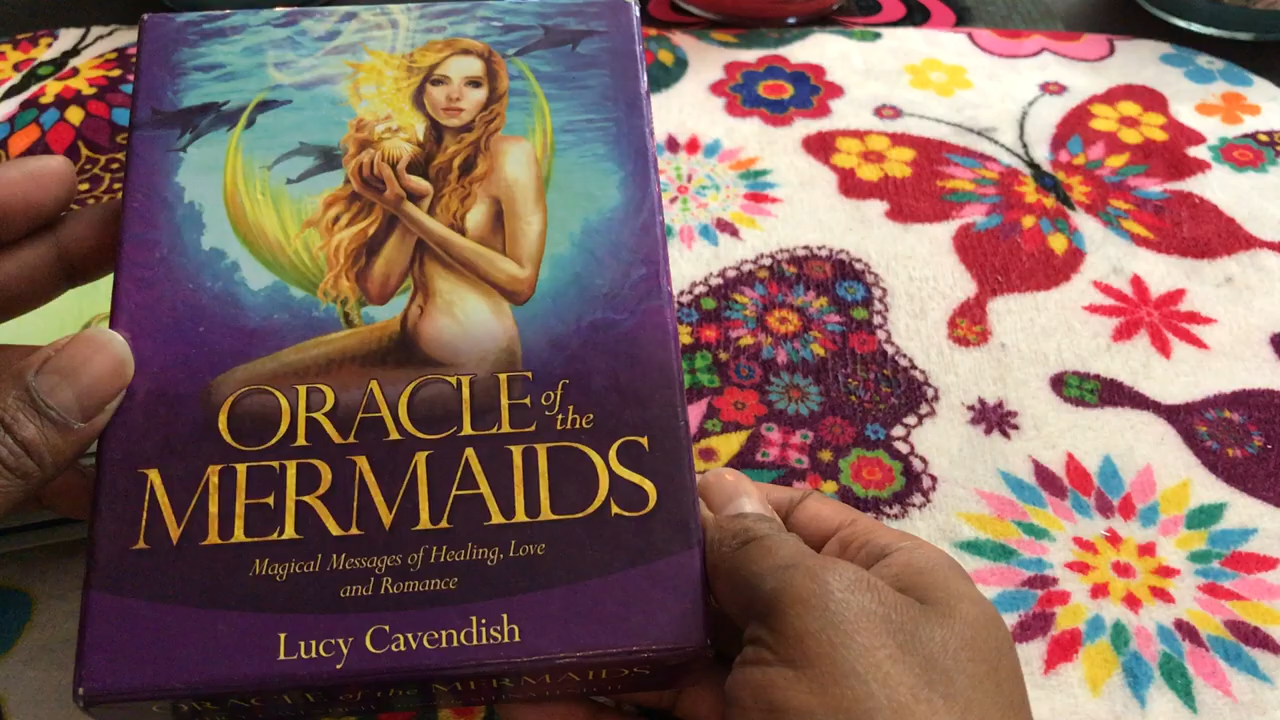 ORACLE of
the
MERMAIDS
Magical Messages of Healing, Love
and Romance
Lucy Cavendish
ORACLE of the MERMAIDS